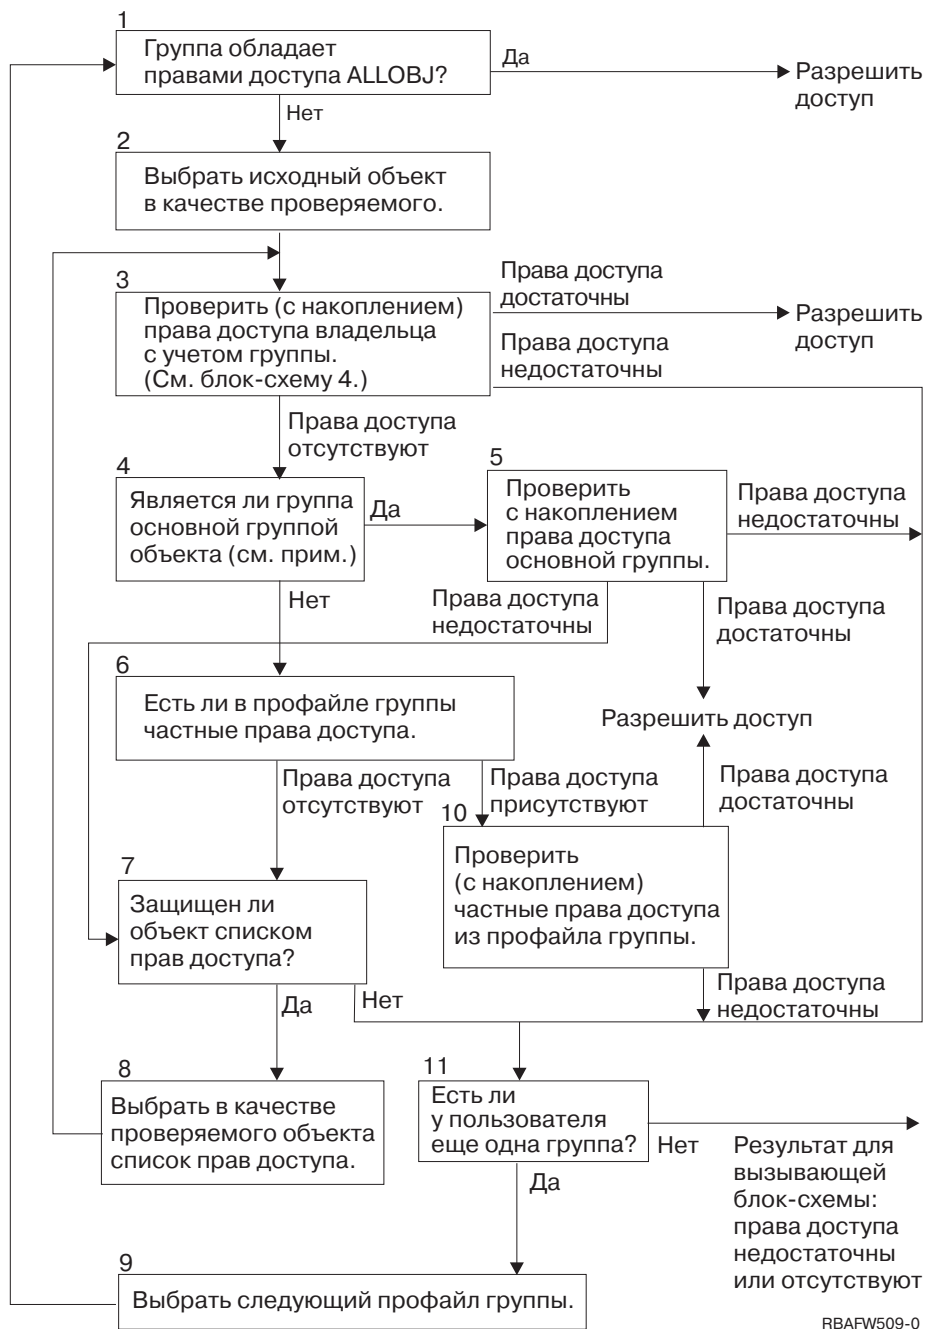 1
Группа обладает
правами доступа ALLOBJ?
Да
Разрешить
доступ
Нет
2
Выбрать исходный объект
в качестве проверяемого.
3
Проверить (с накоплением)
права доступа владельца
с учетом группы.
(См. блок-схему 4.)
Права доступа
достаточны
Разрешить
доступ
Права доступа
недостаточны
Права доступа
отсутствуют
4
Является ли группа
основной группой
объекта (см. прим.)
Да
5
Проверить
с накоплением
права доступа
основной группы.
Права доступа
недостаточны
Нет
Права доступа
недостаточны
Права доступа
достаточны
6
Есть ли в профайле группы
частные права доступа.
Разрешить доступ
Права доступа
отсутствуют
Права доступа
присутствуют
Права доступа
достаточны
10
Проверить
(с накоплением)
частные права доступа
из профайла группы.
7
Защищен ли
объект списком
прав доступа?
Права доступа
недостаточны
Да
Нет
8
Выбрать в качестве
проверяемого объекта
список прав доступа.
11
Есть ли
у пользователя
еще одна группа?
Нет
Результат для
вызывающей
блок-схемы:
права доступа
недостаточны
или отсутствуют
Да
9
Выбрать следующий профайл группы.
RBAFW509-0